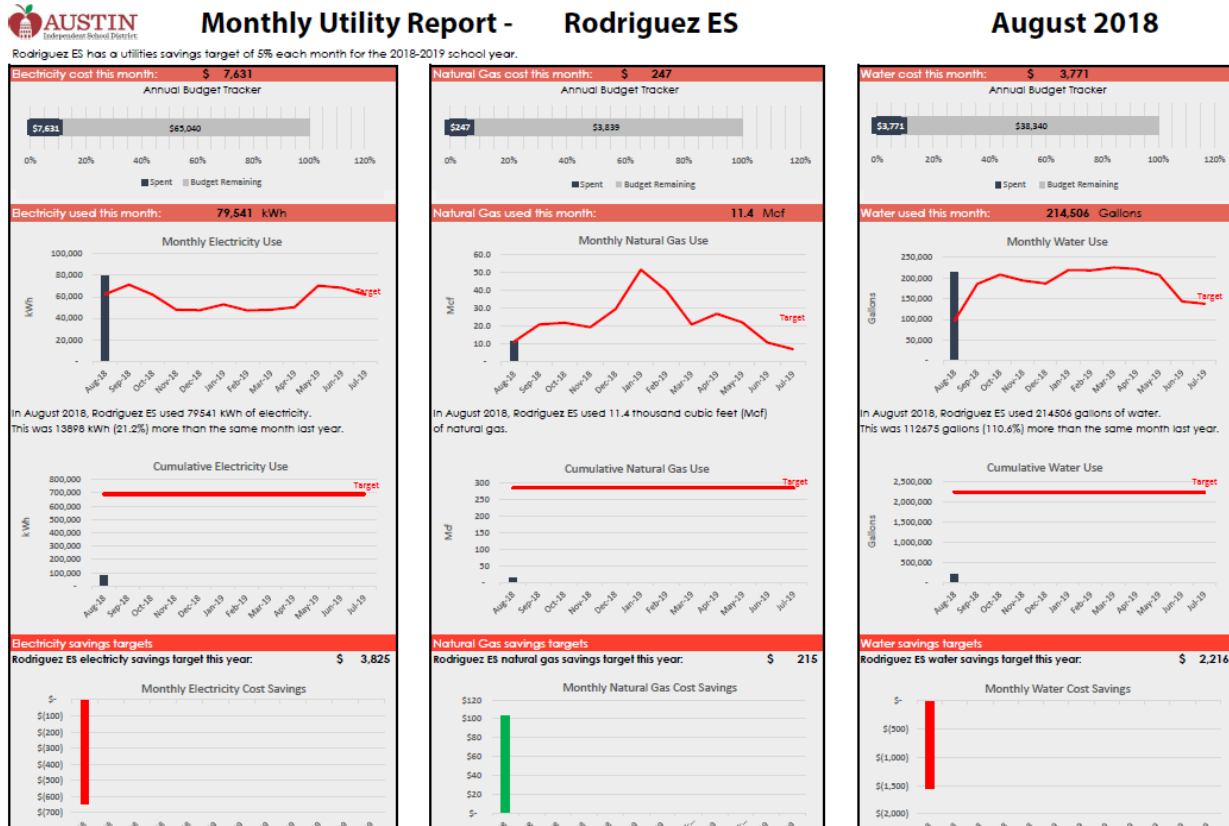 AUSTIN
Independent School District
Monthly Utility Report - Rodriguez ES August 2018
Rodriguez ES has a utilities savings target of 5% each month for the 2018-2019 school year.
Electricity cost this month: $ 7,631
Annual Budget Tracker
$7,631 $65,040
0% 20% 40% 60% 80% 100% 120%
Spent Budget Remaining
Electricity used this month: 79,541 kWh
Monthly Electricity Use
100,000
80,000
60,000
40,000
20,000
-
kWh
Target
Aug-18 Sep-18 Oct-18 Nov-18 Dec-18 Jan-19 Feb-19 Mar-19 Apr-19 May-19 Jun-19 Jul-19
In August 2018, Rodriguez ES used 79541 kWh of electricity.
This was 13898 kWh (21.2%) more than the same month last year.
Cumulative Electricity Use
800,000
700,000
600,000
500,000
400,000
300,000
200,000
100,000
-
kWh
Target
Aug-18 Sep-18 Oct-18 Nov-18 Dec-18 Jan-19 Feb-19 Mar-19 Apr-19 May-19 Jun-19 Jul-19
Electricity savings targets
Rodriguez ES electricty savings target this year: $ 3,825
Monthly Electricity Cost Savings
$-
$(100)
$(200)
$(300)
$(400)
$(500)
$(600)
$(700)
Natural Gas cost this month: $ 247
Annual Budget Tracker
$247 $3,839
0% 20% 40% 60% 80% 100% 120%
Spent Budget Remaining
Natural Gas used this month: 11.4 Mcf
Monthly Natural Gas Use
60.0
50.0
40.0
30.0
20.0
10.0
-
Mcf
Target
Aug-18 Sep-18 Oct-18 Nov-18 Dec-18 Jan-19 Feb-19 Mar-19 Apr-19 May-19 Jun-19 Jul-19
In August 2018, Rodriguez ES used 11.4 thousand cubic feet (Mcf)
of natural gas.
Cumulative Natural Gas Use
300
250
200
150
100
50
-
Mcf
Target
Aug-18 Sep-18 Oct-18 Nov-18 Dec-18 Jan-19 Feb-19 Mar-19 Apr-19 May-19 Jun-19 Jul-19
Natural Gas savings targets
Rodriguez ES natural gas savings target this year: $ 215
Monthly Natural Gas Cost Savings
$120
$100
$80
$60
$40
$20
$-
Water cost this month: $ 3,771
Annual Budget Tracker
$3,771 $38,340
0% 20% 40% 60% 80% 100% 120%
Spent Budget Remaining
Water used this month: 214,506 Gallons
Monthly Water Use
250,000
200,000
150,000
100,000
50,000
-
Gallons
Target
Aug-18 Sep-18 Oct-18 Nov-18 Dec-18 Jan-19 Feb-19 Mar-19 Apr-19 May-19 Jun-19 Jul-19
In August 2018, Rodriguez ES used 214506 gallons of water.
This was 112675 gallons (110.6%) more than the same month last year.
Cumulative Water Use
2,500,000
2,000,000
1,500,000
1,000,000
500,000
-
Gallons
Target
Aug-18 Sep-18 Oct-18 Nov-18 Dec-18 Jan-19 Feb-19 Mar-19 Apr-19 May-19 Jun-19 Jul-19
Water savings targets
Rodriguez ES water savings target this year: $ 2,216
Monthly Water Cost Savings
$-
$(500)
$(1,000)
$(1,500)
$(2,000)